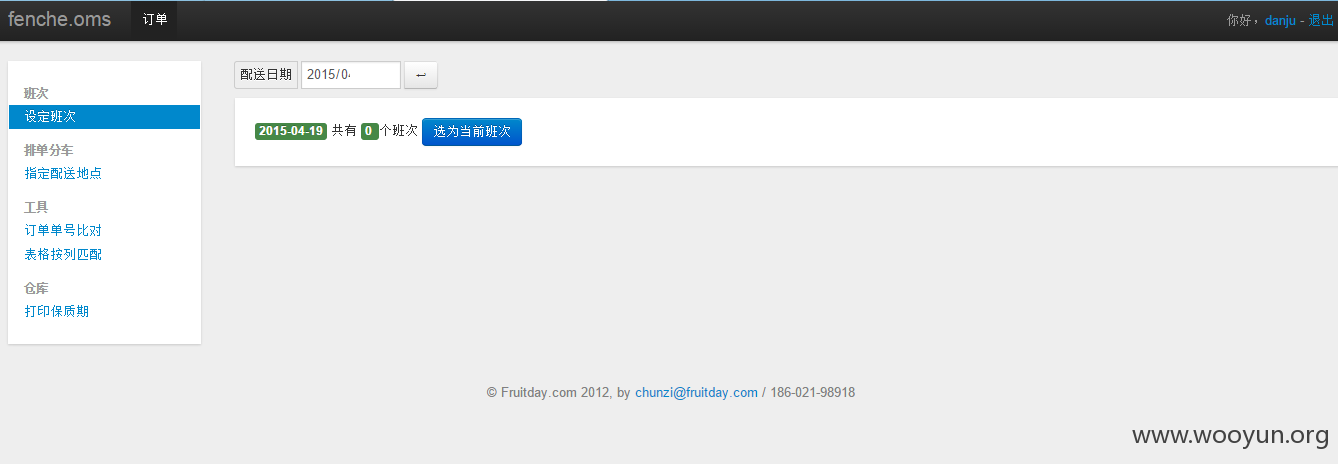 fenche.oms 订单 你好，danju - 退出
班次
设定班次
排单分车
指定配送地点
工具
订单单号比对
表格按列匹配
仓库
打印保质期
配送日期 2015/04
2015-04-19 共有 0 个班次 选为当前班次
© Fruitday.com 2012, by chunzi@fruitday.com / 186-021-98918
www.wooyun.org